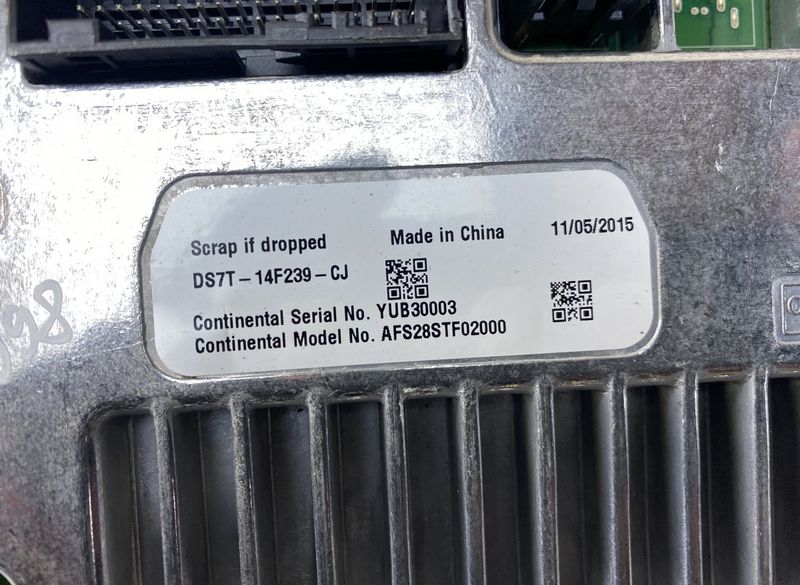 Scrap if dropped
Made in China
11/05/2015
DS7T-14F239-CJ
Continental Serial No. YUB30003
Continental Model No. AFS28STF02000